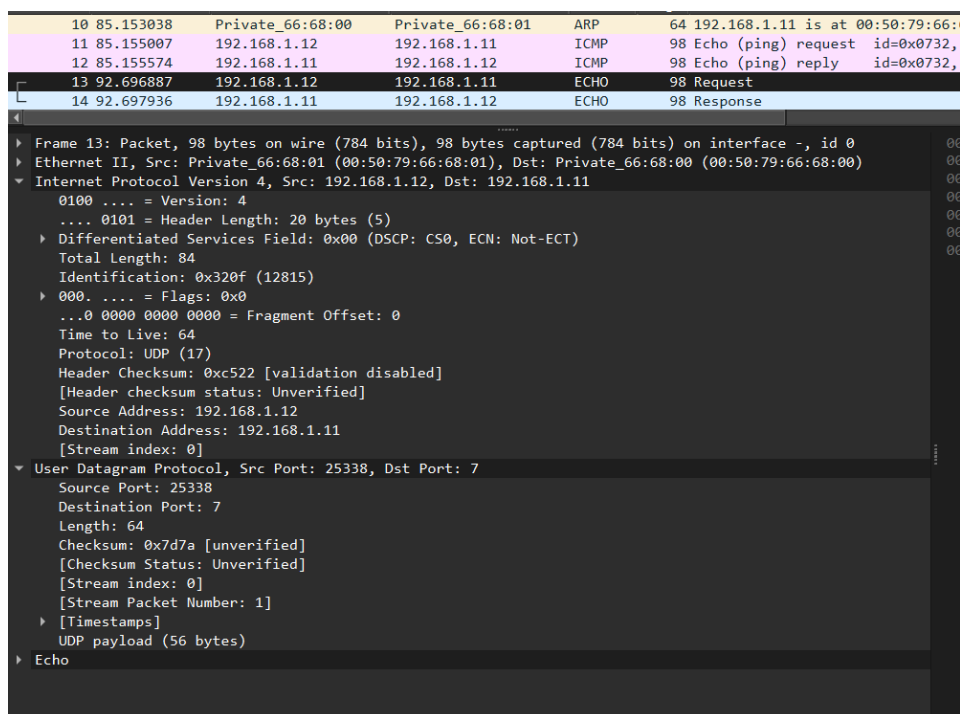 10 85.153038 Private_66:68:00 Private_66:68:01 ARP 64 192.168.1.11 is at 00:50:79:66:
11 85.155007 192.168.1.12 192.168.1.11 ICMP 98 Echo (ping) request id=0x0732,
12 85.155574 192.168.1.11 192.168.1.12 ICMP 98 Echo (ping) reply id=0x0732,
13 92.696887 192.168.1.12 192.168.1.11 ECHO 98 Request
14 92.697936 192.168.1.11 192.168.1.12 ECHO 98 Response
Frame 13: Packet, 98 bytes on wire (784 bits), 98 bytes captured (784 bits) on interface -, id 0
Ethernet II, Src: Private_66:68:01 (00:50:79:66:68:01), Dst: Private_66:68:00 (00:50:79:66:68:00)
Internet Protocol Version 4, Src: 192.168.1.12, Dst: 192.168.1.11
0100 .... = Version: 4
.... 0101 = Header Length: 20 bytes (5)
Differentiated Services Field: 0x00 (DSCP: CS0, ECN: Not-ECT)
Total Length: 84
Identification: 0x320f (12815)
000. .... = Flags: 0x0
...0 0000 0000 0000 = Fragment Offset: 0
Time to Live: 64
Protocol: UDP (17)
Header Checksum: 0xc522 [validation disabled]
[Header checksum status: Unverified]
Source Address: 192.168.1.12
Destination Address: 192.168.1.11
[Stream index: 0]
User Datagram Protocol, Src Port: 25338, Dst Port: 7
Source Port: 25338
Destination Port: 7
Length: 64
Checksum: 0x7d7a [unverified]
[Checksum Status: Unverified]
[Stream index: 0]
[Stream Packet Number: 1]
[Timestamps]
UDP payload (56 bytes)
Echo